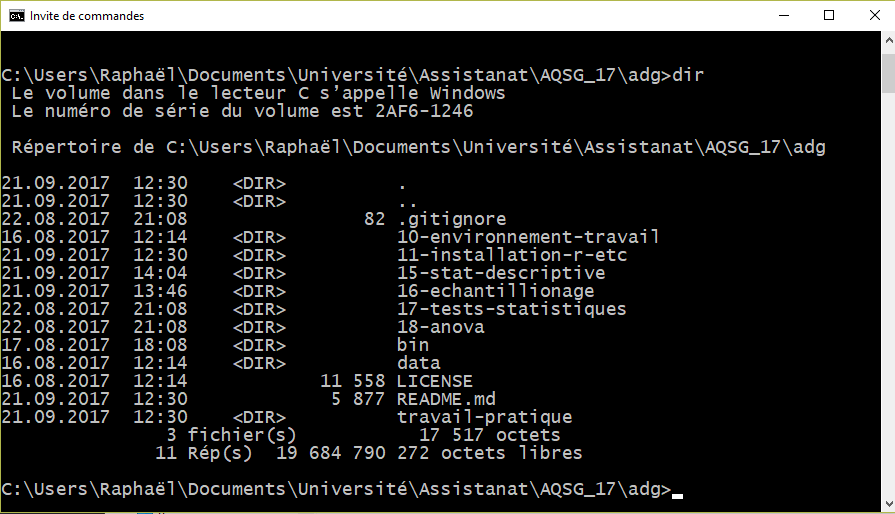 Invite de commandes
C:\Users\Raphaël\Documents\Université\Assistanat\AQSG_17\adg>dir
Le volume dans le lecteur C s’appelle Windows
Le numéro de série du volume est 2AF6-1246
Répertoire de C:\Users\Raphaël\Documents\Université\Assistanat\AQSG_17\adg
21.09.2017  12:30    <DIR>          .
21.09.2017  12:30    <DIR>          ..
22.08.2017  21:08                82 .gitignore
16.08.2017  12:14    <DIR>          10-environnement-travail
21.09.2017  12:30    <DIR>          11-installation-r-etc
21.09.2017  14:04    <DIR>          15-stat-descriptive
21.09.2017  13:46    <DIR>          16-echantillionage
22.08.2017  21:08    <DIR>          17-tests-statistiques
22.08.2017  21:08    <DIR>          18-anova
17.08.2017  18:08    <DIR>          bin
16.08.2017  12:14    <DIR>          data
16.08.2017  12:14            11 558 LICENSE
21.09.2017  12:30             5 877 README.md
21.09.2017  12:30    <DIR>          travail-pratique
3 fichier(s)           17 517 octets
11 Rép(s)  19 684 790 272 octets libres
C:\Users\Raphaël\Documents\Université\Assistanat\AQSG_17\adg>